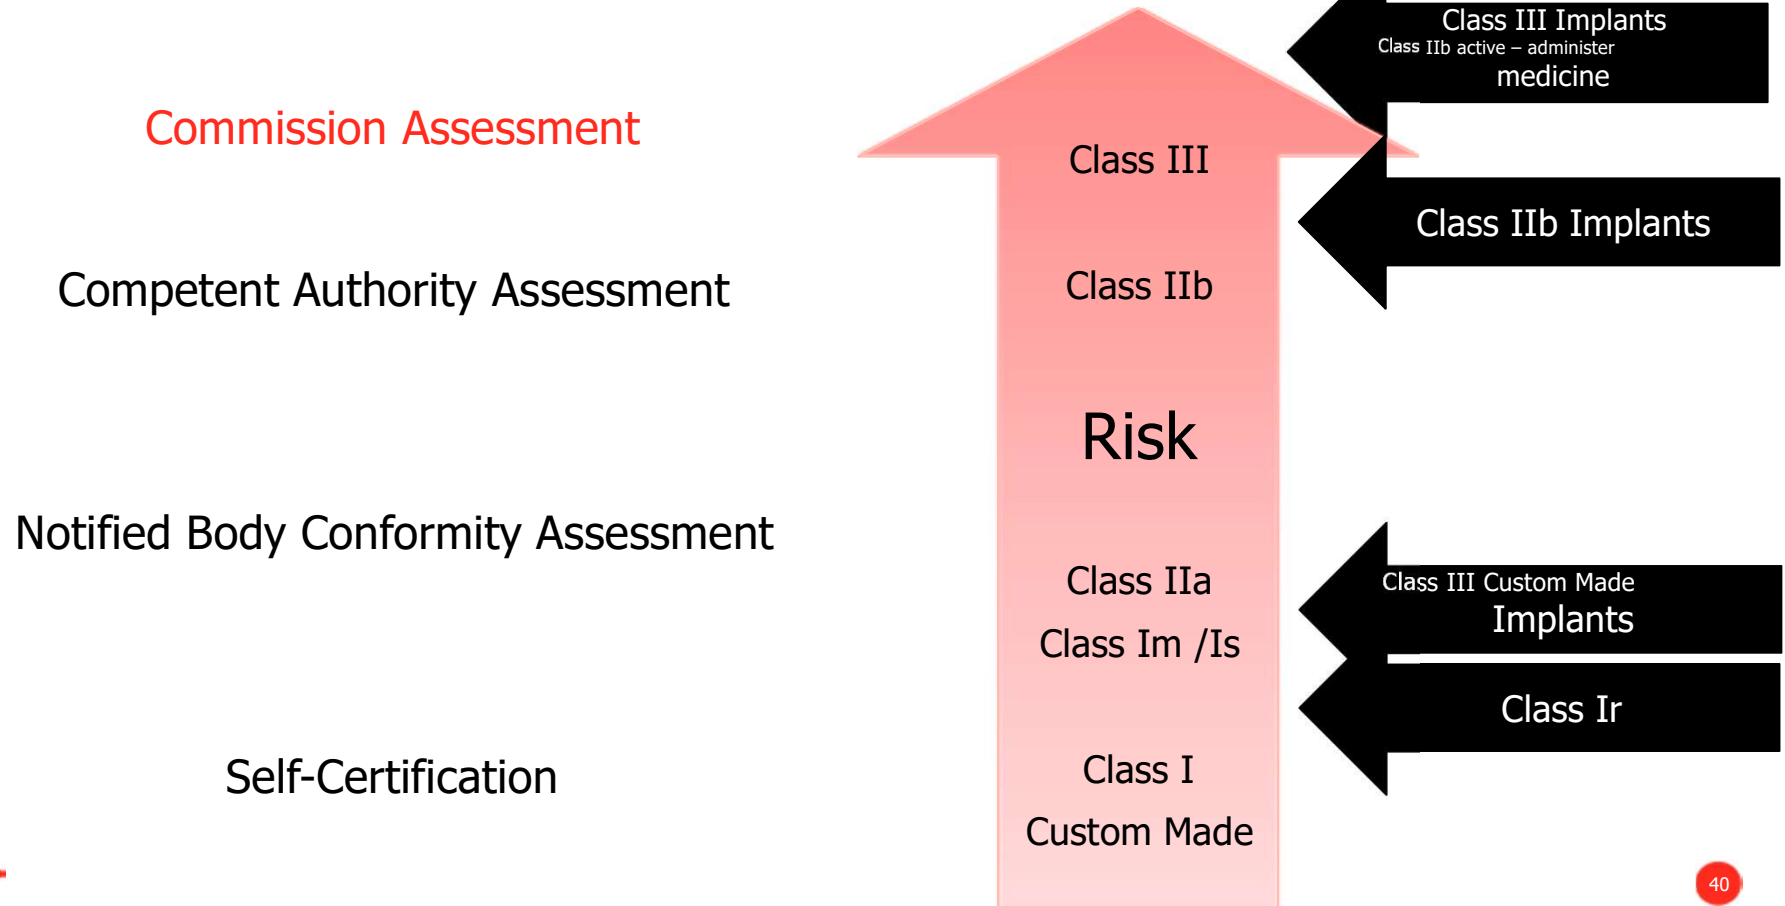 Commission Assessment
Competent Authority Assessment
Notified Body Conformity Assessment
Self-Certification
Class III
Class IIb
Risk
Class IIa
Class Im /Is
Class I
Custom Made
Class III Implants
Class IIb active – administer
medicine
Class IIb Implants
Class III Custom Made
Implants
Class Ir
40